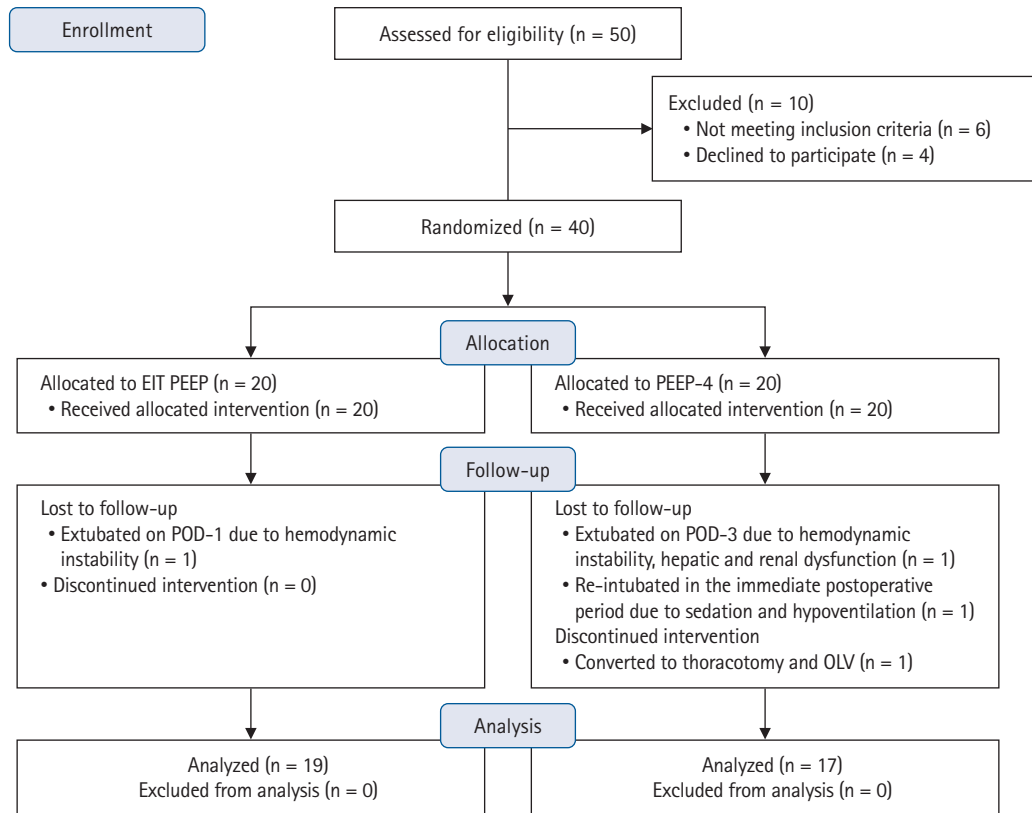 Enrollment
Assessed for eligibility (n = 50)
Excluded (n = 10)
• Not meeting inclusion criteria (n = 6)
• Declined to participate (n = 4)
Randomized (n = 40)
Allocation
Allocated to EIT PEEP (n = 20)
• Received allocated intervention (n = 20)
Allocated to PEEP-4 (n = 20)
• Received allocated intervention (n = 20)
Follow-up
Lost to follow-up
• Extubated on POD-1 due to hemodynamic
instability (n = 1)
• Discontinued intervention (n = 0)
Lost to follow-up
• Extubated on POD-3 due to hemodynamic
instability, hepatic and renal dysfunction (n = 1)
• Re-intubated in the immediate postoperative
period due to sedation and hypoventilation (n = 1)
Discontinued intervention
• Converted to thoracotomy and OLV (n = 1)
Analysis
Analyzed (n = 19)
Excluded from analysis (n = 0)
Analyzed (n = 17)
Excluded from analysis (n = 0)